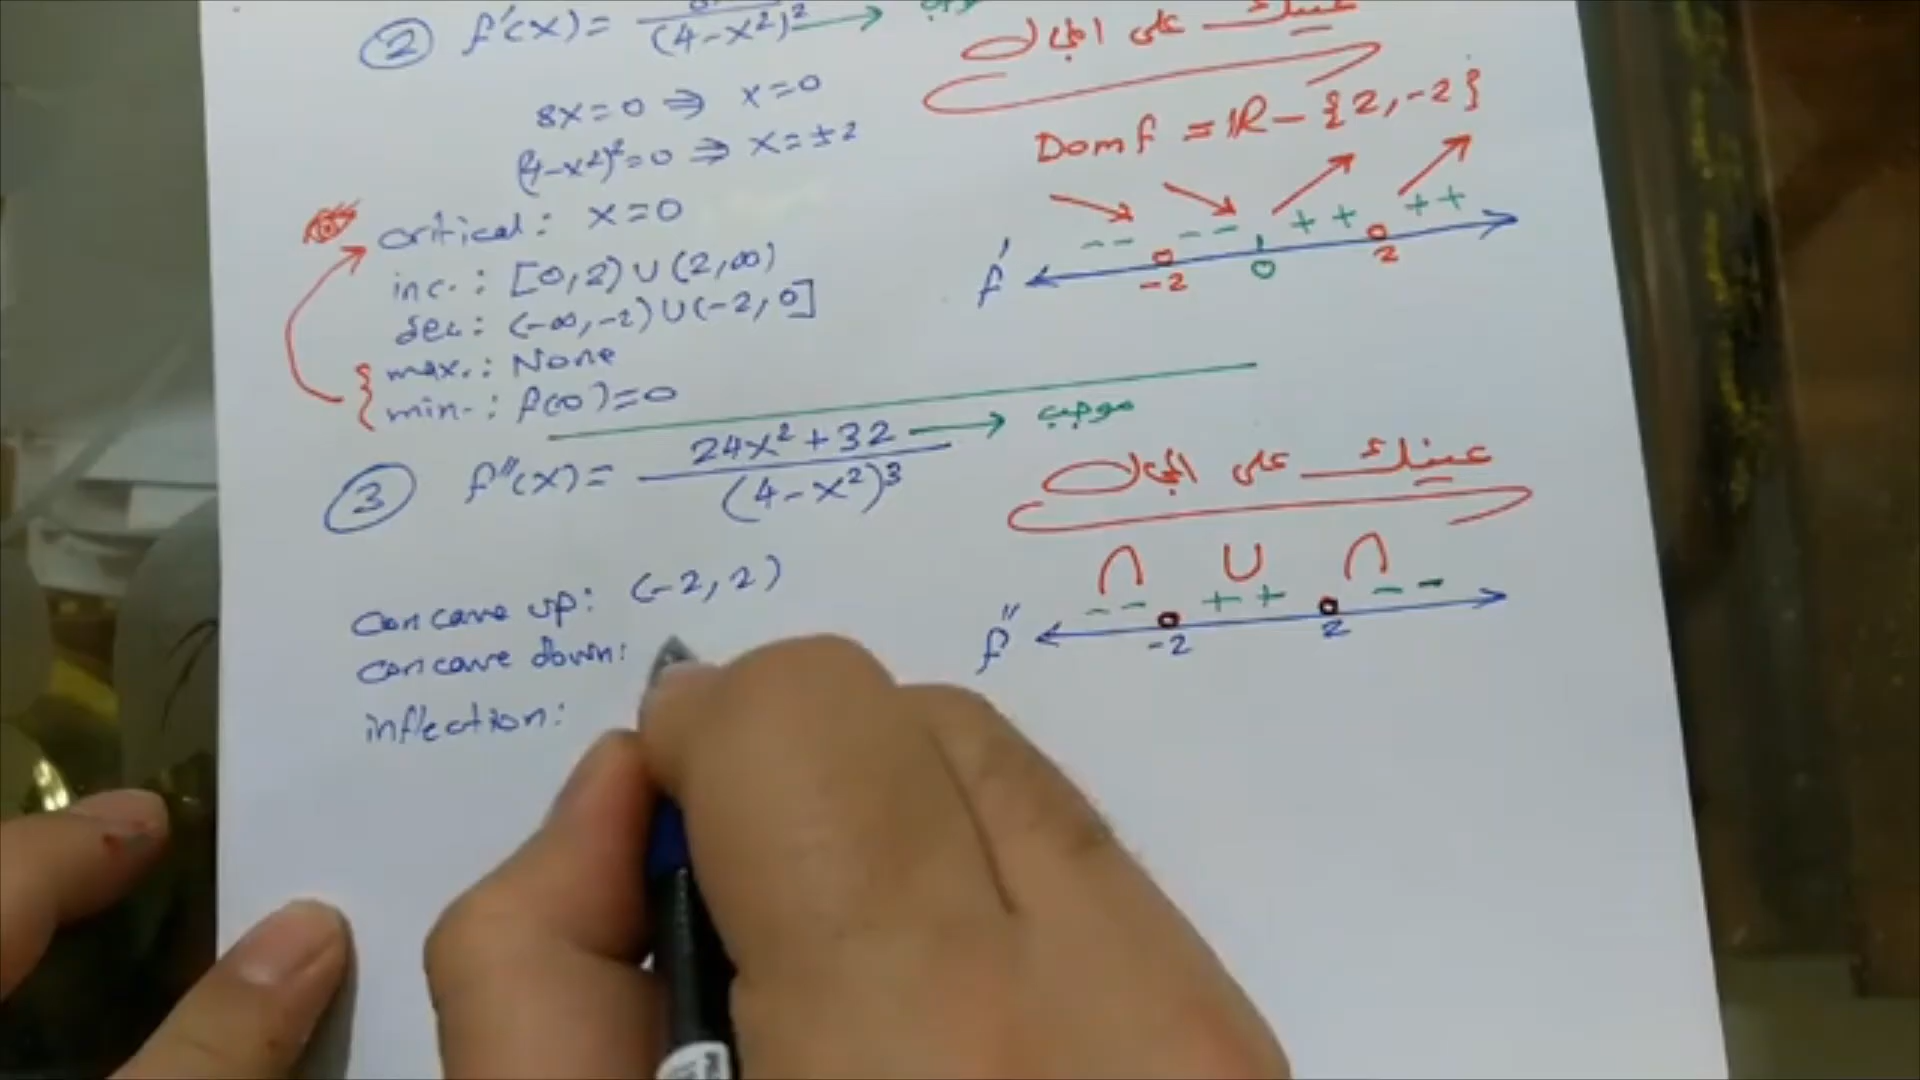 ② f'(x) = (4-x²)²
عينك على المجال
8x=0 ⇒ x=0
(4-x²)²=0 ⇒ x=±2
Dom f = ℝ - {2,-2}
critical: x=0
inc.: [0,2) ∪ (2,∞)
dec: (-∞,-2) ∪ (-2,0]
max.: None
min.: f(0)=0
-- -- ++ ++
f' -2 0 2
③ f''(x) = 24x²+32 / (4-x²)³ → موجب
عينك على المجال
∩ ∪ ∩
-- ++ --
f'' -2 2
Concave up: (-2,2)
concave down:
inflection: